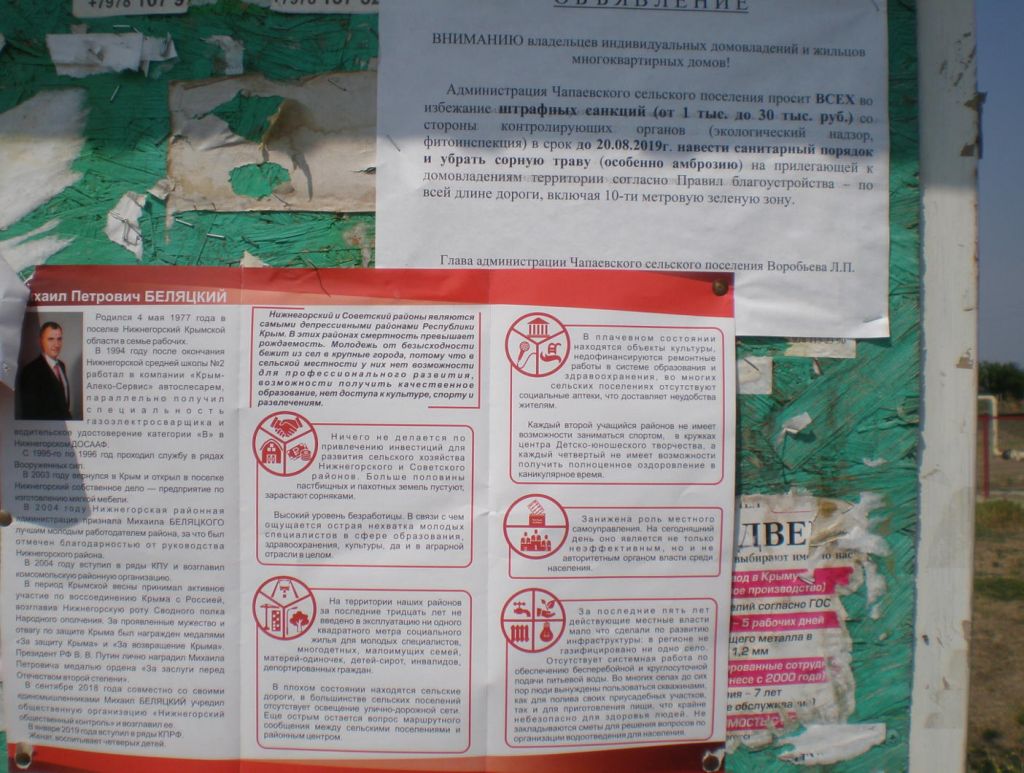 ОБЪЯВЛЕНИЕ
ВНИМАНИЮ владельцев индивидуальных домовладений и жильцов
многоквартирных домов!
Администрация Чапаевского сельского поселения просит ВСЕХ во
избежание штрафных санкций (от 1 тыс. до 30 тыс. руб.) со
стороны контролирующих органов (экологический надзор,
фитоинспекция) в срок до 20.08.2019г. навести санитарный порядок
и убрать сорную траву (особенно амброзию) на прилегающей к
домовладениям территории согласно Правил благоустройства – по
всей длине дороги, включая 10-ти метровую зеленую зону.
Глава администрации Чапаевского сельского поселения Воробьева Л.П.
хаил Петрович БЕЛЯЦКИЙ
Родился 4 мая 1977 года в
поселке Нижнегорский Крымской
области в семье рабочих.
В 1994 году после окончания
Нижнегорской средней школы №2
работал в компании «Крым-
Алеко-Сервис» автослесарем,
параллельно получил
специальность
газоэлектросварщика и
водительское удостоверение категории «В» в
Нижнегорском ДОСААФ.
С 1995-го по 1996 год проходил службу в рядах
Вооруженных сил.
В 2003 году вернулся в Крым и открыл в поселке
Нижнегорский собственное дело — предприятие по
изготовлению мягкой мебели.
В 2004 году Нижнегорская районная
администрация признала Михаила БЕЛЯЦКОГО
лучшим молодым работодателем района, за что был
отмечен благодарностью от руководства
Нижнегорского района.
В 2004 году вступил в ряды КПУ и возглавил
комсомольскую районную организацию.
В период Крымской весны принимал активное
участие по воссоединению Крыма с Россией,
возглавив Нижнегорскую роту Сводного полка
Народного ополчения. За проявленные мужество и
отвагу по защите Крыма был награжден медалями
«За защиту Крыма» и «За возвращение Крыма».
Президент РФ В. В. Путин лично наградил Михаила
Петровича медалью ордена «За заслуги перед
Отечеством второй степени».
В сентябре 2018 года совместно со своими
единомышленниками Михаил БЕЛЯЦКИЙ учредил
общественную организацию «Нижнегорский
общественный контроль» и возглавил ее.
В январе 2019 года вступил в ряды КПРФ.
Женат, воспитывает четверых детей.
Нижнегорский и Советский районы являются
самыми депрессивными районами Республики
Крым. В этих районах смертность превышает
рождаемость. Молодежь от безысходности
бежит из сел в крупные города, потому что в
сельской местности у них нет возможности
для профессионального развития,
возможности получить качественное
образование, нет доступа к культуре, спорту и
развлечениям.
Ничего не делается по
привлечению инвестиций для
развития сельского хозяйства
Нижнегорского и Советского
районов. Больше половины
пастбищных и пахотных земель пустуют,
зарастают сорняками.
Высокий уровень безработицы. В связи с чем
ощущается острая нехватка молодых
специалистов в сфере образования,
здравоохранения, культуры, да и в аграрной
отрасли в целом.
На территории наших районов
за последние тридцать лет не
введено в эксплуатацию ни одного
квадратного метра социального
жилья для молодых специалистов,
многодетных, малоимущих семей,
матерей-одиночек, детей-сирот, инвалидов,
депортированных граждан.
В плохом состоянии находятся сельские
дороги, в большинстве сельских поселений
отсутствует освещение улично-дорожной сети.
Еще острым остается вопрос маршрутного
сообщения между сельскими поселениями и
районным центром.
В плачевном состоянии
находятся объекты культуры,
недофинансируются ремонтные
работы в системе образования и
здравоохранения, во многих
сельских поселениях отсутствуют
социальные аптеки, что доставляет неудобства
жителям.
Каждый второй учащийся районов не имеет
возможности заниматься спортом, в кружках
центра Детско-юношеского творчества, а
каждый четвертый не имеет возможности
получить полноценное оздоровление в
каникулярное время.
Занижена роль местного
самоуправления. На сегодняшний
день оно является не только
неэффективным, но и не
авторитетным органом власти среди
населения.
За последние пять лет
действующие местные власти
мало что сделали по развитию
инфраструктуры: в регионе не
газифицировано ни одно село.
Отсутствует системная работа по
обеспечению бесперебойной и круглосуточной
подачи питьевой воды. Во многих селах до сих
пор люди вынуждены пользоваться скважинами,
как для полива своих приусадебных участков,
так и для приготовления пищи, что крайне
небезопасно для здоровья людей. Не
закладываются сметы для решения вопросов по
организации водоотведения для населения.
ДВЕ
выбирают им
о нас
од в Крыму
ое производство)
елий согласно ГОС
- 5 рабочих дней
щего металла в
1,2 мм
рованные сотруд
несе с 2000 года)
ия – 7 лет
е обслужива
мость